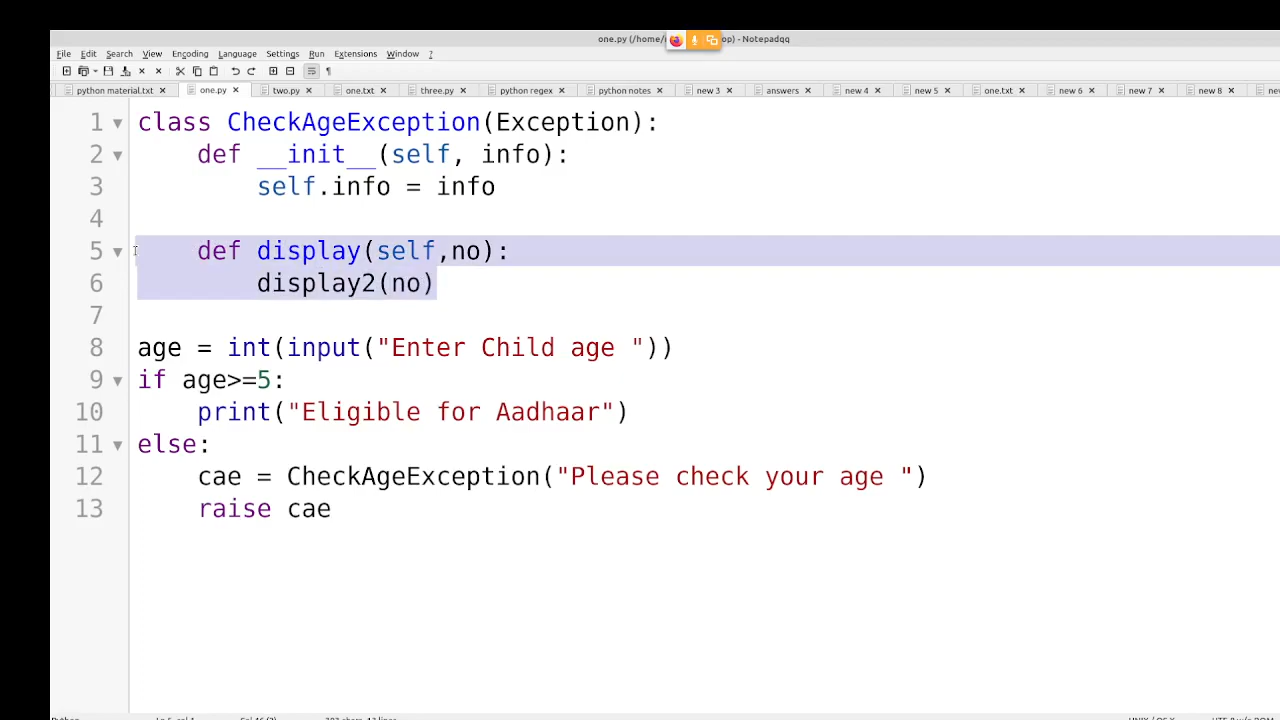 one.py (/home/ op) - Notepadqq
File Edit Search View Encoding Language Settings Run Extensions Window ?
python material.txt one.py two.py one.txt three.py python regex python notes new 3 answers new 4 new 5 one.txt new 6 new 7 new 8
1 class CheckAgeException(Exception):
2 def __init__(self, info):
3 self.info = info
4
5 def display(self,no):
6 display2(no)
7
8 age = int(input("Enter Child age "))
9 if age>=5:
10 print("Eligible for Aadhaar")
11 else:
12 cae = CheckAgeException("Please check your age ")
13 raise cae